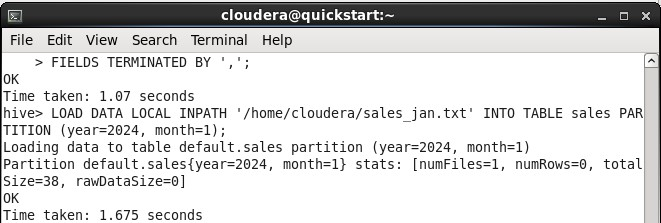 cloudera@quickstart:~
File Edit View Search Terminal Help
    > FIELDS TERMINATED BY ',';
OK
Time taken: 1.07 seconds
hive> LOAD DATA LOCAL INPATH '/home/cloudera/sales_jan.txt' INTO TABLE sales PAR
TITION (year=2024, month=1);
Loading data to table default.sales partition (year=2024, month=1)
Partition default.sales{year=2024, month=1} stats: [numFiles=1, numRows=0, total
Size=38, rawDataSize=0]
OK
Time taken: 1.675 seconds